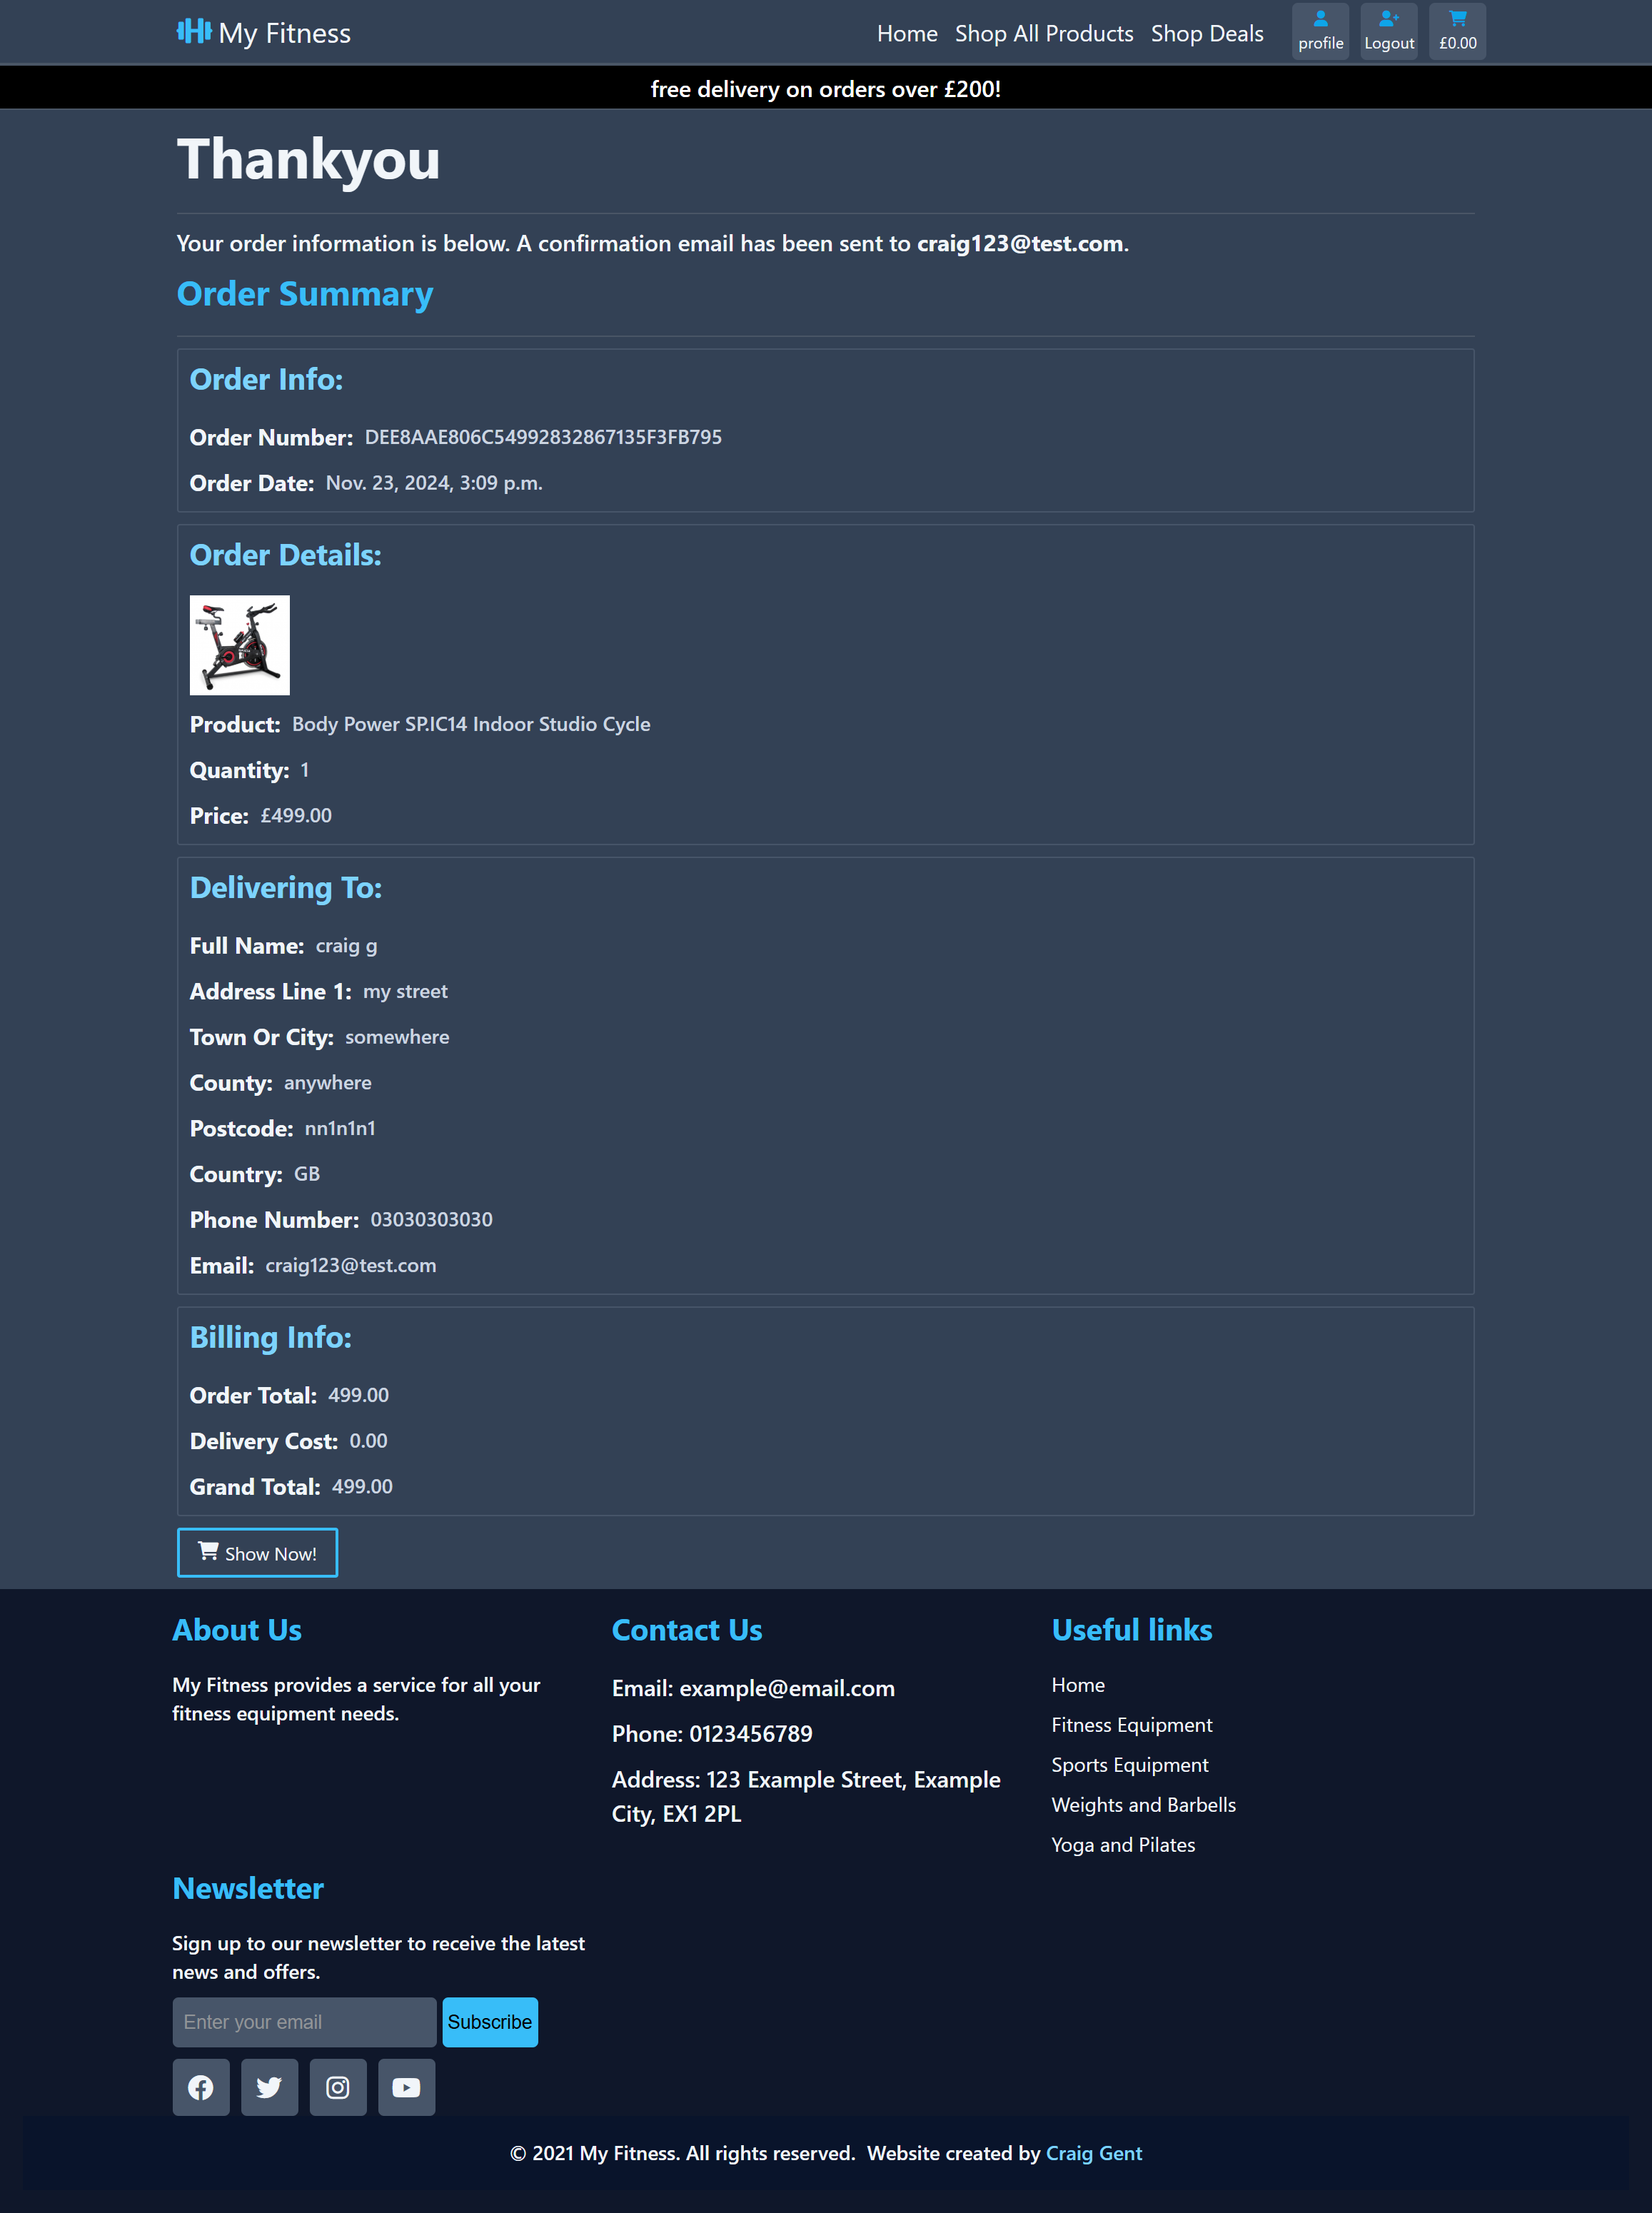 My Fitness
Home Shop All Products Shop Deals
profile
Logout
£0.00
free delivery on orders over £200!
Thankyou
Your order information is below. A confirmation email has been sent to craig123@test.com.
Order Summary
Order Info:
Order Number: DEE8AAE806C54992832867135F3FB795
Order Date: Nov. 23, 2024, 3:09 p.m.
Order Details:
Product: Body Power SP.IC14 Indoor Studio Cycle
Quantity: 1
Price: £499.00
Delivering To:
Full Name: craig g
Address Line 1: my street
Town Or City: somewhere
County: anywhere
Postcode: nn1n1n1
Country: GB
Phone Number: 03030303030
Email: craig123@test.com
Billing Info:
Order Total: 499.00
Delivery Cost: 0.00
Grand Total: 499.00
Show Now!
About Us
My Fitness provides a service for all your
fitness equipment needs.
Contact Us
Email: example@email.com
Phone: 0123456789
Address: 123 Example Street, Example
City, EX1 2PL
Useful links
Home
Fitness Equipment
Sports Equipment
Weights and Barbells
Yoga and Pilates
Newsletter
Sign up to our newsletter to receive the latest
news and offers.
Enter your email
Subscribe
© 2021 My Fitness. All rights reserved. Website created by Craig Gent